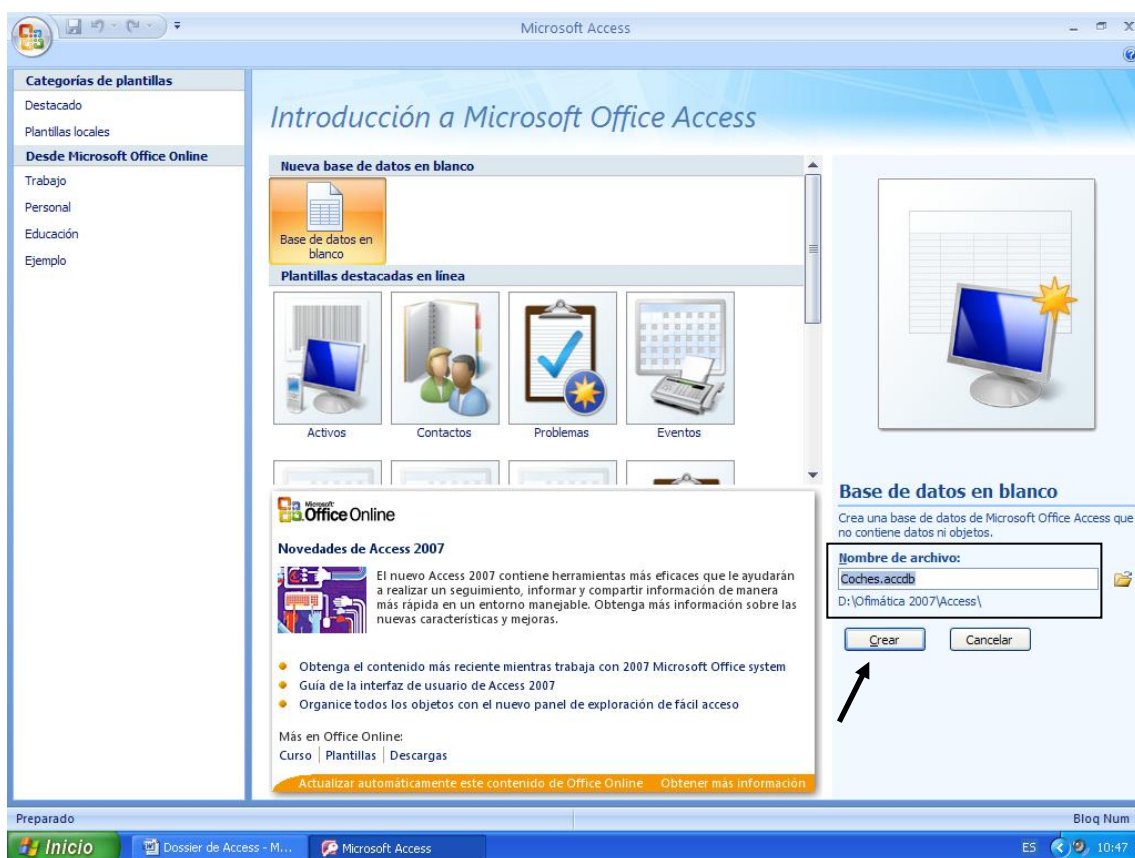 Microsoft Access
Categorías de plantillas
Destacado
Plantillas locales
Desde Microsoft Office Online
Trabajo
Personal
Educación
Ejemplo
Introducción a Microsoft Office Access
Nueva base de datos en blanco
Base de datos en
blanco
Plantillas destacadas en línea
Activos
Contactos
Problemas
Eventos
Microsoft
Office Online
Novedades de Access 2007
El nuevo Access 2007 contiene herramientas más eficaces que le ayudarán
a realizar un seguimiento, informar y compartir información de manera
más rápida en un entorno manejable. Obtenga más información sobre las
nuevas características y mejoras.
Obtenga el contenido más reciente mientras trabaja con 2007 Microsoft Office system
Guía de la interfaz de usuario de Access 2007
Organice todos los objetos con el nuevo panel de exploración de fácil acceso
Más en Office Online:
Curso | Plantillas | Descargas
Actualizar automáticamente este contenido de Office Online Obtener más información
Base de datos en blanco
Crea una base de datos de Microsoft Office Access que
no contiene datos ni objetos.
Nombre de archivo:
Coches.accdb
D:\Ofimática 2007\Access\
Crear Cancelar
Preparado Bloq Num
Inicio Dossier de Access - M... Microsoft Access ES 10:47